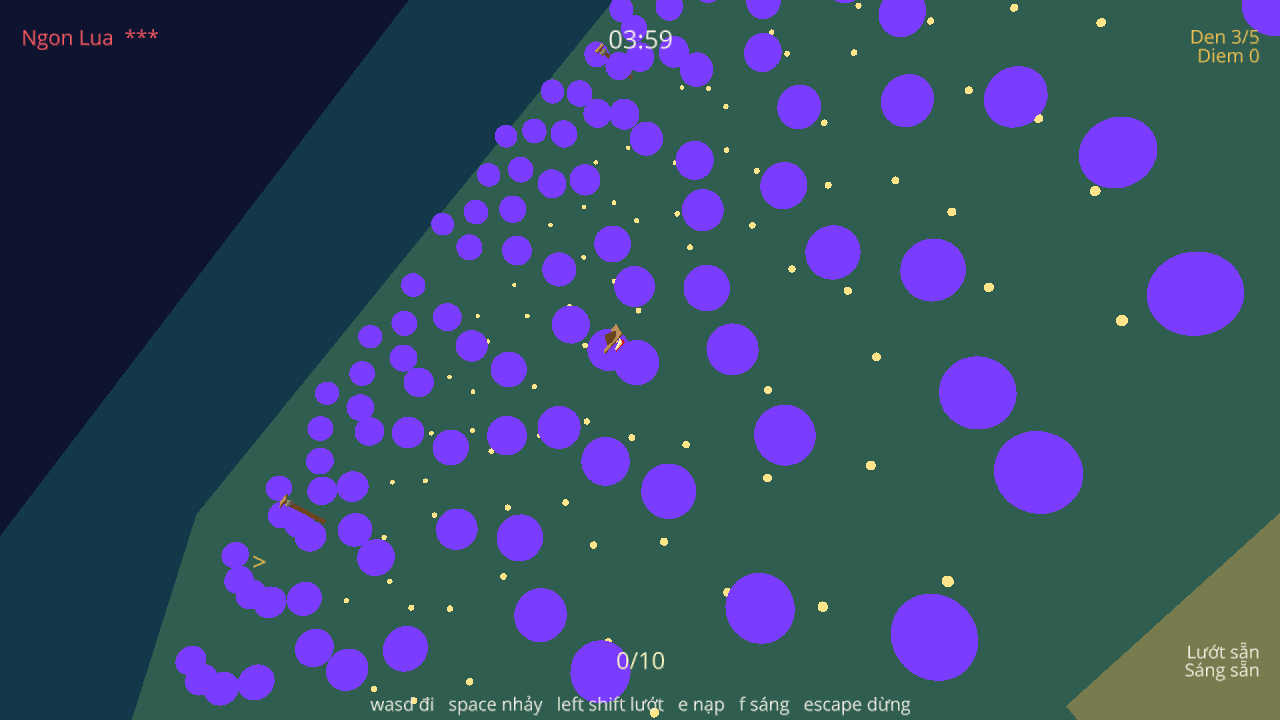 Ngon Lua ***
03:59
Den 3/5
Diem 0
>
0/10
Lướt sẵn
Sáng sẵn
wasd đi space nhảy left shift lướt e nạp f sáng escape dừng